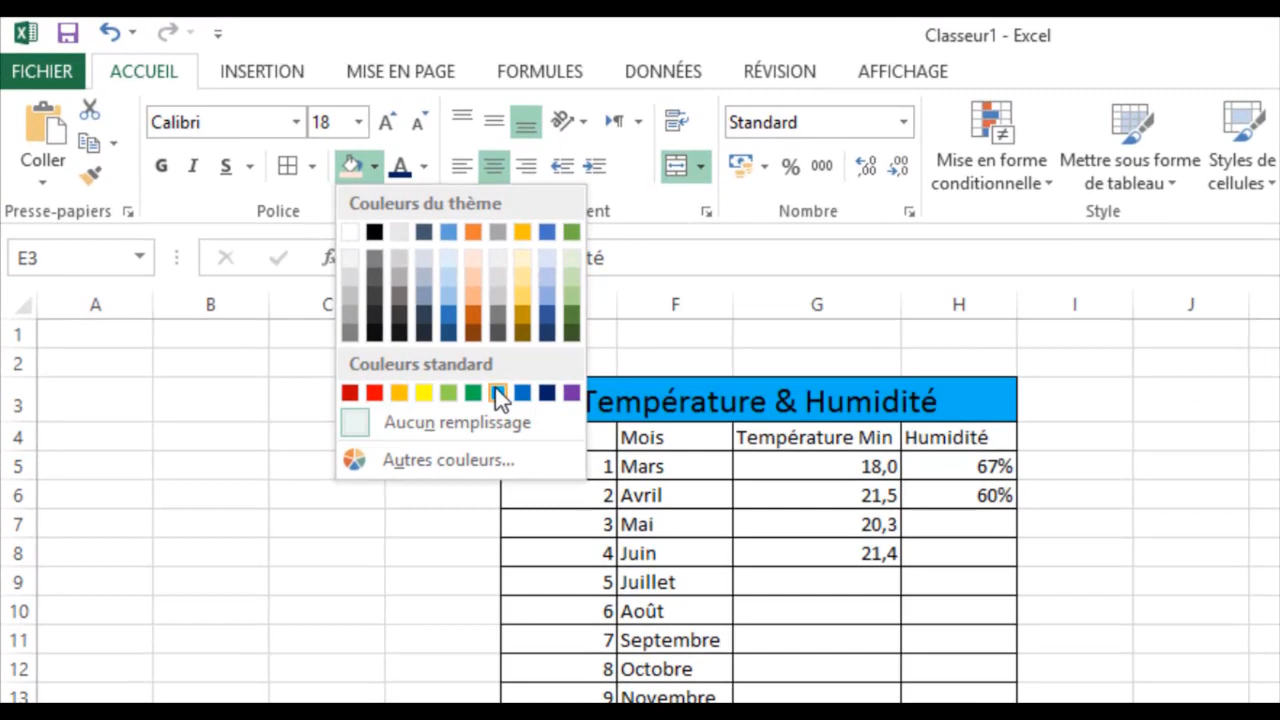 Classeur1 - Excel
FICHIER ACCUEIL INSERTION MISE EN PAGE FORMULES DONNÉES RÉVISION AFFICHAGE
Calibri 18 Standard
Coller Mise en forme Mettre sous forme Styles de
G I S A % 000 conditionnelle de tableau cellules
Presse-papiers Police Nombre Style
Couleurs du thème
E3
A B C F G H I J
1
2
Couleurs standard
3 Température & Humidité
Aucun remplissage
4 Mois Température Min Humidité
Autres couleurs...
5 1 Mars 18,0 67%
6 2 Avril 21,5 60%
7 3 Mai 20,3
8 4 Juin 21,4
9 5 Juillet
10 6 Août
11 7 Septembre
12 8 Octobre
13 9 Novembre